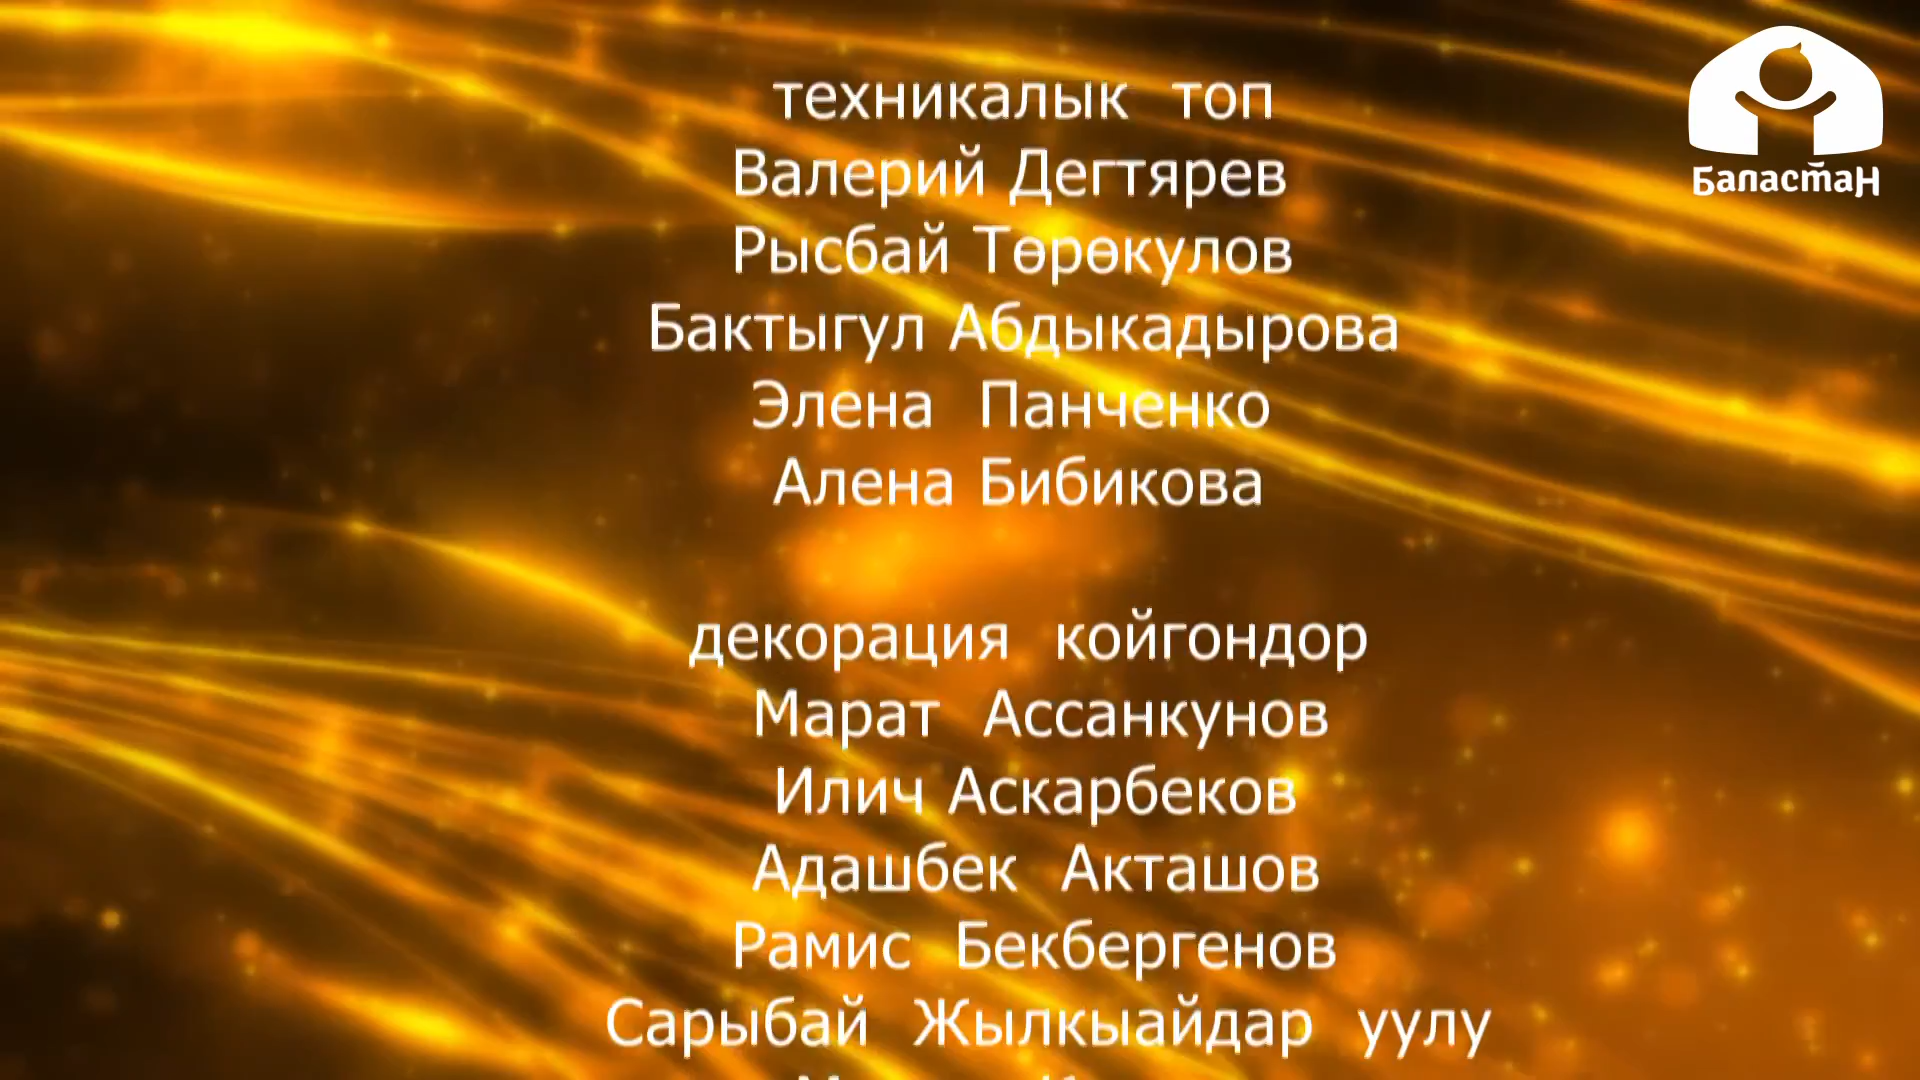 техникалык топ
Валерий Дегтярев
Рысбай Төрөкулов
Бактыгул Абдыкадырова
Элена Панченко
Алена Бибикова
декорация койгондор
Марат Ассанкунов
Илич Аскарбеков
Адашбек Акташов
Рамис Бекбергенов
Сарыбай Жылкыайдар уулу
Баластан